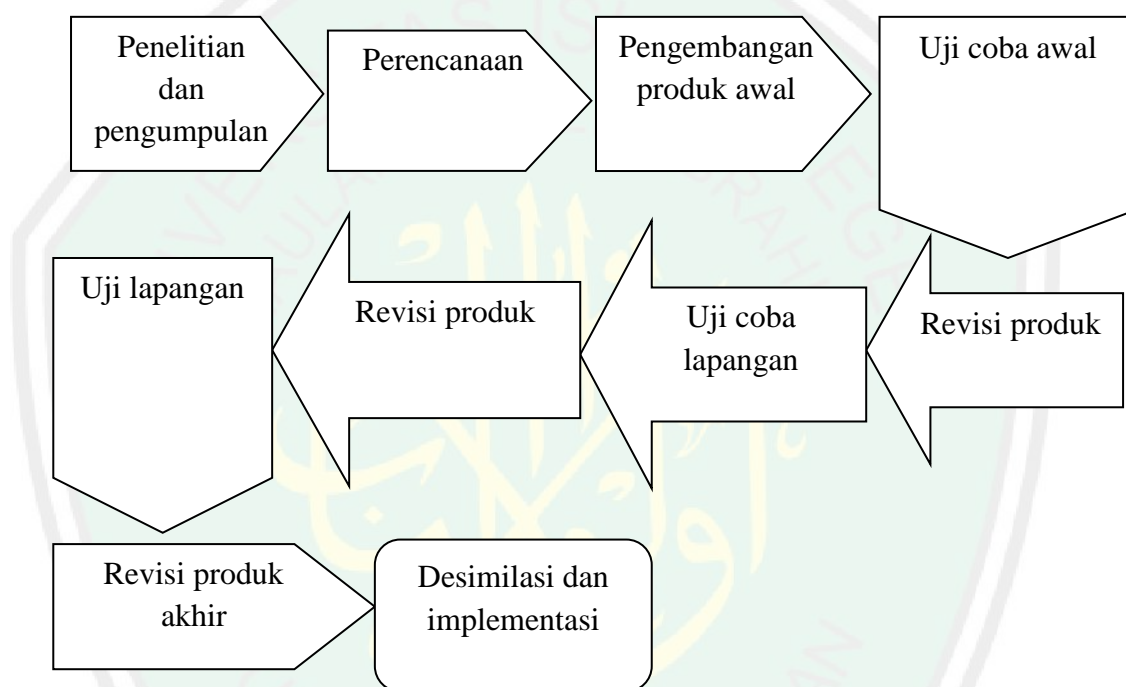 Penelitian
dan
pengumpulan
Perencanaan
Pengembangan
produk awal
Uji coba awal
Revisi produk
Uji coba
lapangan
Revisi produk
Uji lapangan
Revisi produk
akhir
Desimilasi dan
implementasi